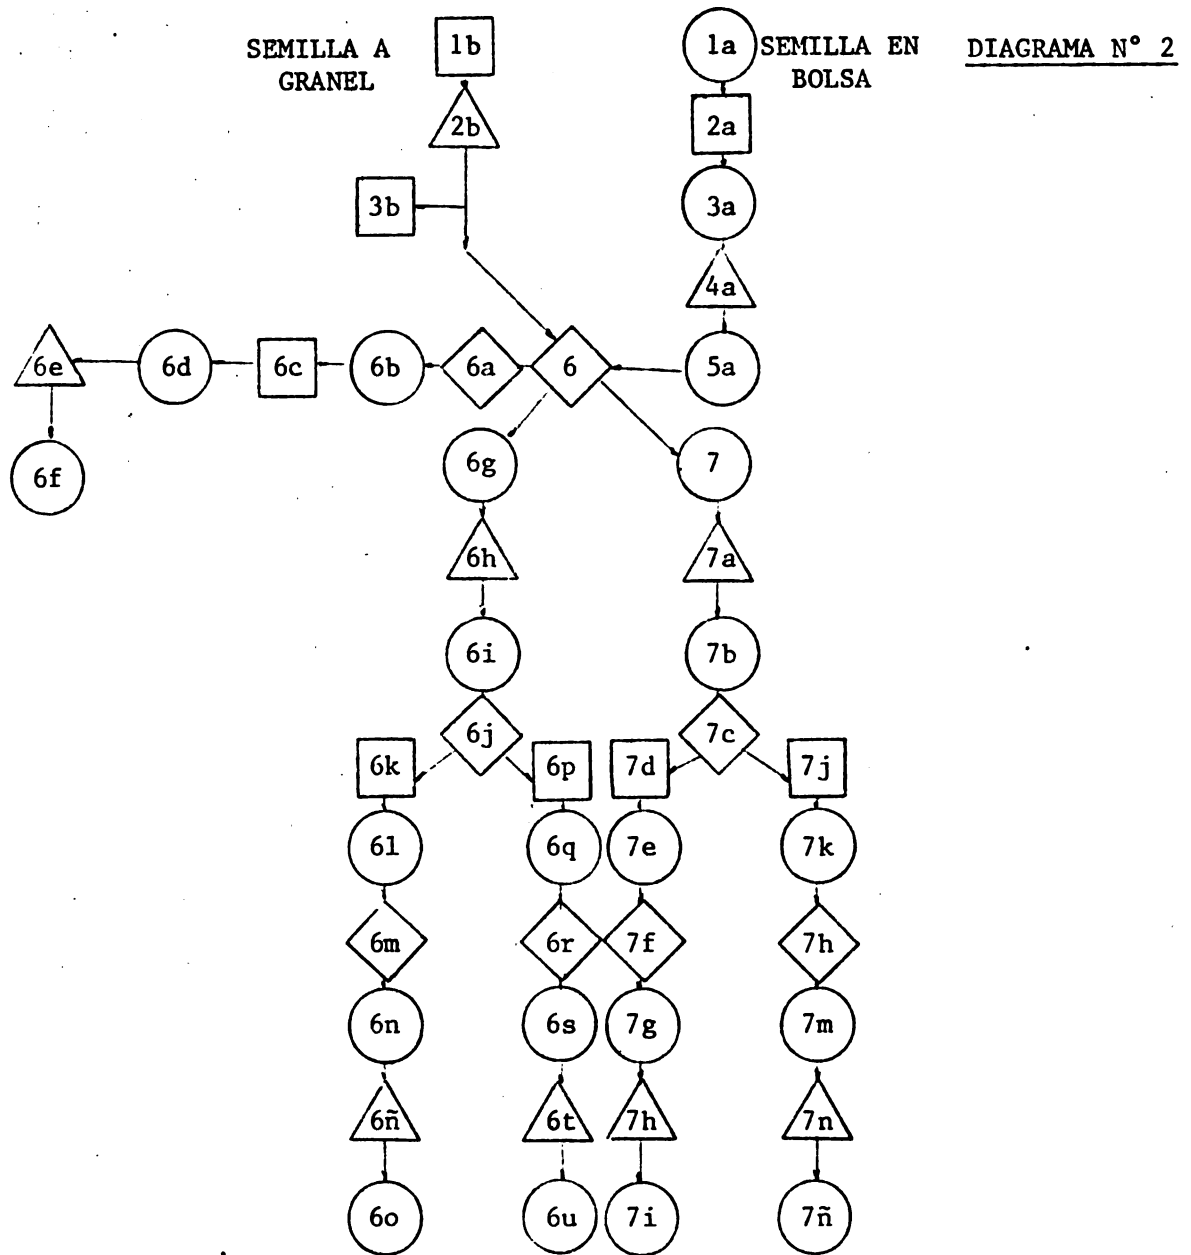 SEMILLA A
GRANEL
1b
1a
SEMILLA EN
BOLSA
DIAGRAMA N° 2
2b
2a
3b
3a
4a
6e
6d
6c
6b
6a
6
5a
6f
6g
7
6h
7a
6i
7b
6j
7c
6k
6p
7d
7j
6l
6q
7e
7k
6m
6r
7f
7h
6n
6s
7g
7m
6ñ
6t
7h
7n
6o
6u
7i
7ñ